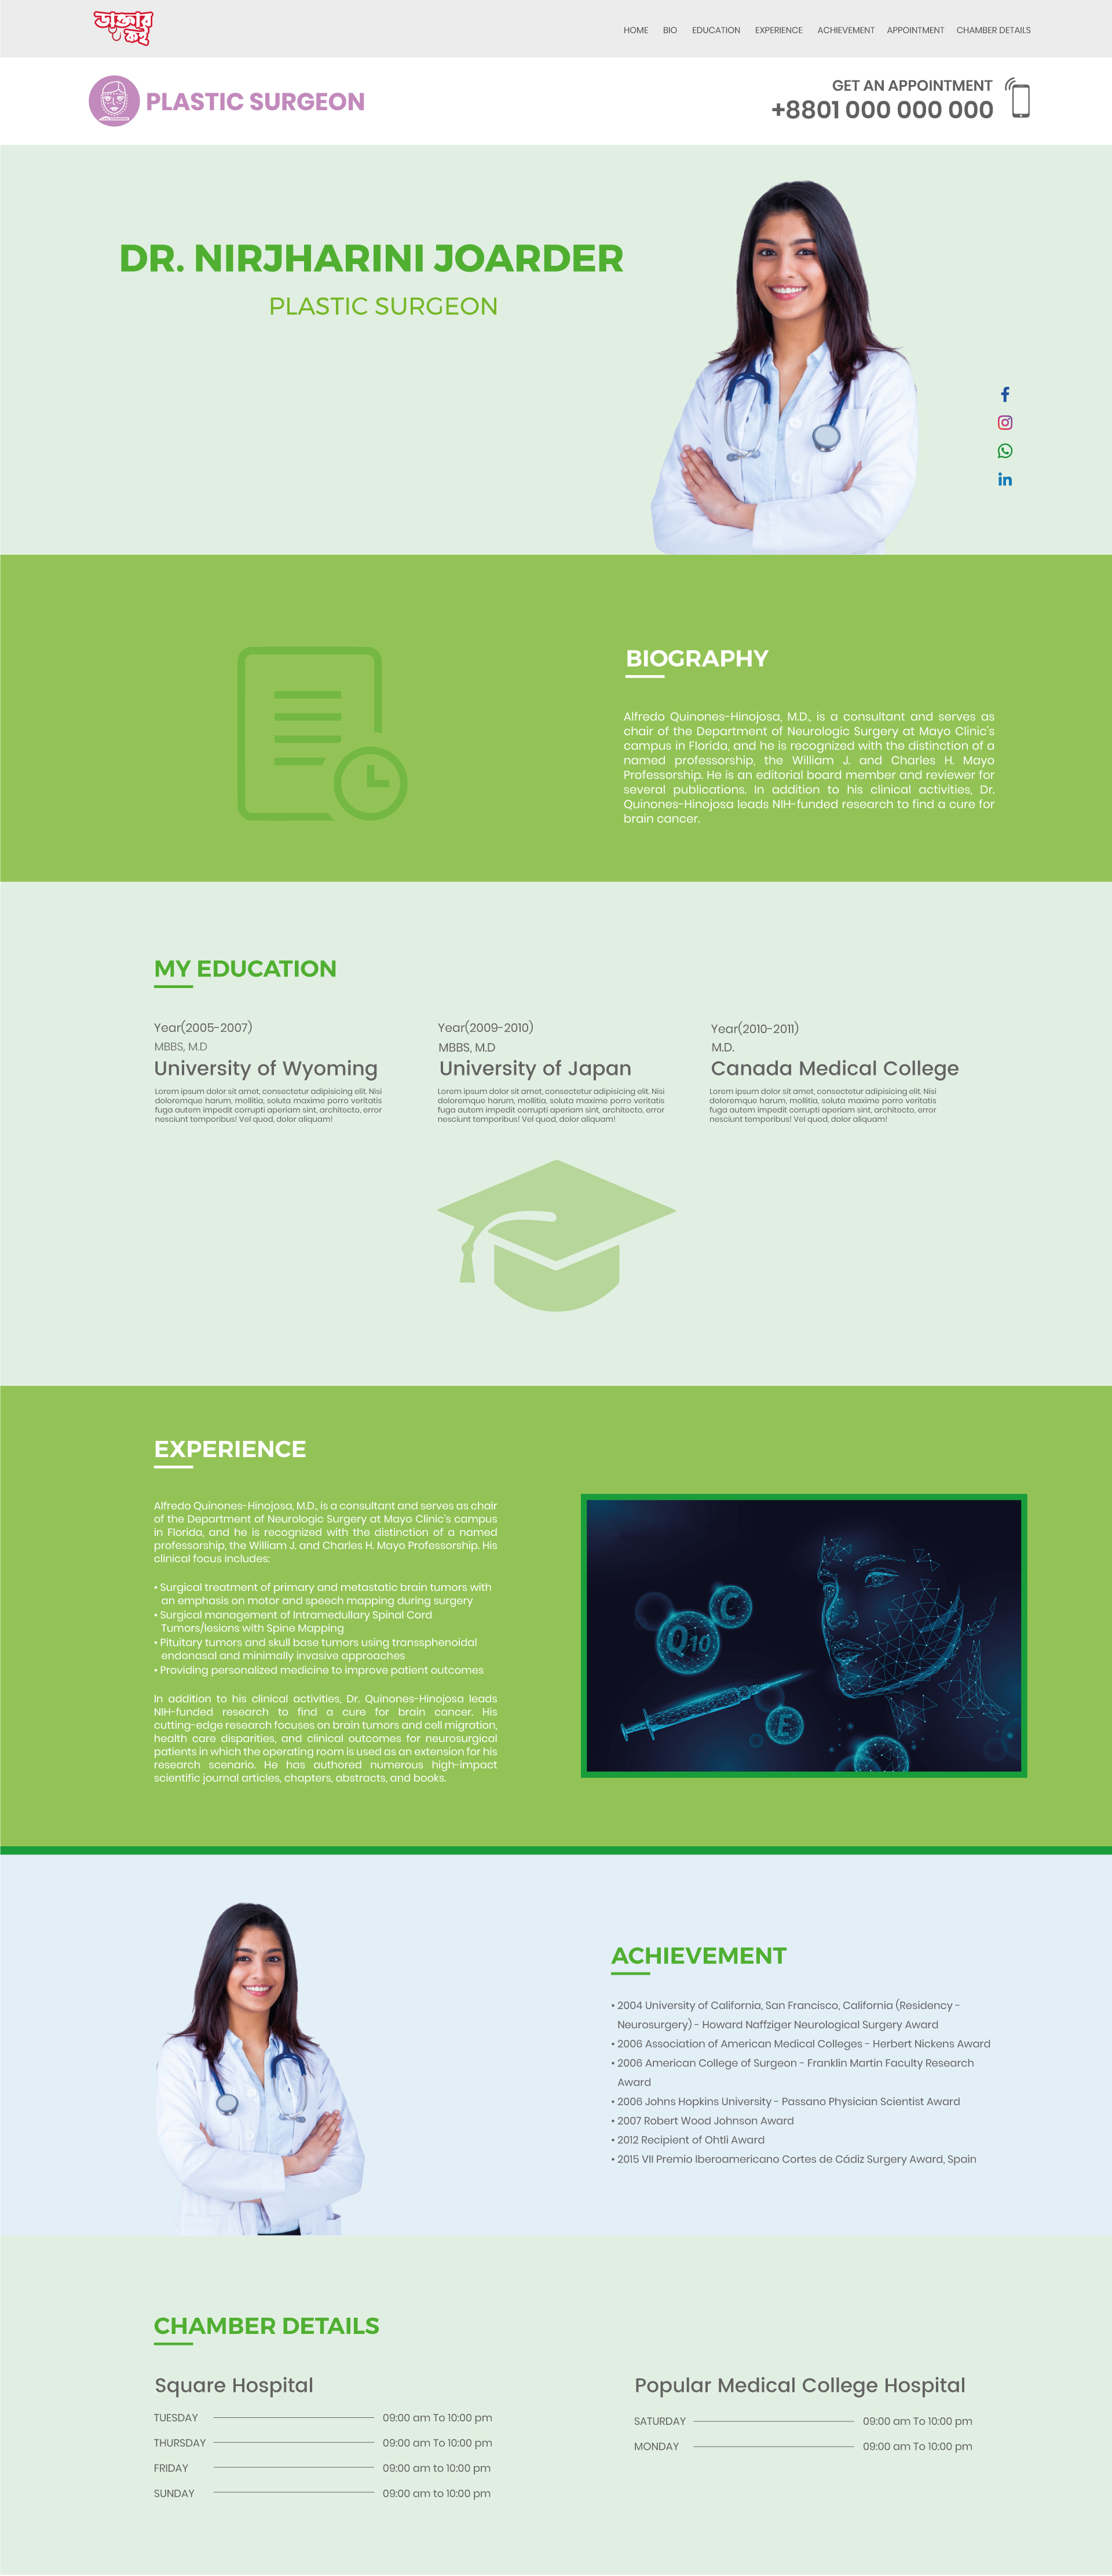 ডাক্তার
কই
HOME BIO EDUCATION EXPERIENCE ACHIEVEMENT APPOINTMENT CHAMBER DETAILS
PLASTIC SURGEON
GET AN APPOINTMENT
+8801 000 000 000
DR. NIRJHARINI JOARDER
PLASTIC SURGEON
BIOGRAPHY
Alfredo Quinones-Hinojosa, M.D., is a consultant and serves as
chair of the Department of Neurologic Surgery at Mayo Clinic's
campus in Florida, and he is recognized with the distinction of a
named professorship, the William J. and Charles H. Mayo
Professorship. He is an editorial board member and reviewer for
several publications. In addition to his clinical activities, Dr.
Quinones-Hinojosa leads NIH-funded research to find a cure for
brain cancer.
MY EDUCATION
Year(2005-2007)
MBBS, M.D
University of Wyoming
Lorem ipsum dolor sit amet, consectetur adipisicing elit. Nisi
doloremque harum, mollitia, soluta maxime porro veritatis
fuga autem impedit corrupti aperiam sint, architecto, error
nesciunt temporibus! Vel quod, dolor aliquam!
Year(2009-2010)
MBBS, M.D
University of Japan
Lorem ipsum dolor sit amet, consectetur adipisicing elit. Nisi
doloremque harum, mollitia, soluta maxime porro veritatis
fuga autem impedit corrupti aperiam sint, architecto, error
nesciunt temporibus! Vel quod, dolor aliquam!
Year(2010-2011)
M.D.
Canada Medical College
Lorem ipsum dolor sit amet, consectetur adipisicing elit. Nisi
doloremque harum, mollitia, soluta maxime porro veritatis
fuga autem impedit corrupti aperiam sint, architecto, error
nesciunt temporibus! Vel quod, dolor aliquam!
EXPERIENCE
Alfredo Quinones-Hinojosa, M.D., is a consultant and serves as chair
of the Department of Neurologic Surgery at Mayo Clinic's campus
in Florida, and he is recognized with the distinction of a named
professorship, the William J. and Charles H. Mayo Professorship. His
clinical focus includes:
• Surgical treatment of primary and metastatic brain tumors with
an emphasis on motor and speech mapping during surgery
• Surgical management of Intramedullary Spinal Cord
Tumors/lesions with Spine Mapping
• Pituitary tumors and skull base tumors using transsphenoidal
endonasal and minimally invasive approaches
• Providing personalized medicine to improve patient outcomes
In addition to his clinical activities, Dr. Quinones-Hinojosa leads
NIH-funded research to find a cure for brain cancer. His
cutting-edge research focuses on brain tumors and cell migration,
health care disparities, and clinical outcomes for neurosurgical
patients in which the operating room is used as an extension for his
research scenario. He has authored numerous high-impact
scientific journal articles, chapters, abstracts, and books.
C
Q10
E
ACHIEVEMENT
• 2004 University of California, San Francisco, California (Residency -
Neurosurgery) - Howard Naffziger Neurological Surgery Award
• 2006 Association of American Medical Colleges - Herbert Nickens Award
• 2006 American College of Surgeon - Franklin Martin Faculty Research
Award
• 2006 Johns Hopkins University - Passano Physician Scientist Award
• 2007 Robert Wood Johnson Award
• 2012 Recipient of Ohtli Award
• 2015 VII Premio Iberoamericano Cortes de Cádiz Surgery Award, Spain
CHAMBER DETAILS
Square Hospital
TUESDAY 09:00 am To 10:00 pm
THURSDAY 09:00 am To 10:00 pm
FRIDAY 09:00 am to 10:00 pm
SUNDAY 09:00 am to 10:00 pm
Popular Medical College Hospital
SATURDAY 09:00 am To 10:00 pm
MONDAY 09:00 am To 10:00 pm